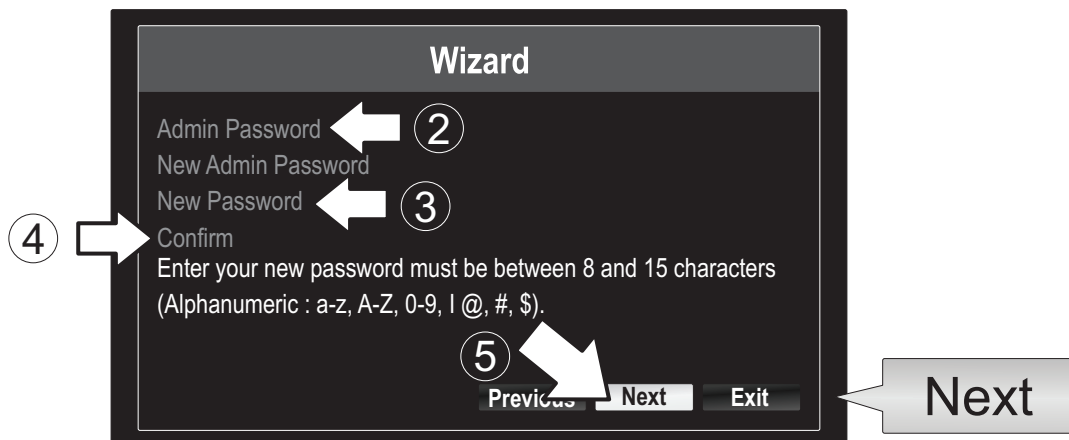 Wizard
Admin Password
②
New Admin Password
New Password
③
④
Confirm
Enter your new password must be between 8 and 15 characters
(Alphanumeric : a-z, A-Z, 0-9, I @, #, $).
⑤
Previous Next Exit
Next